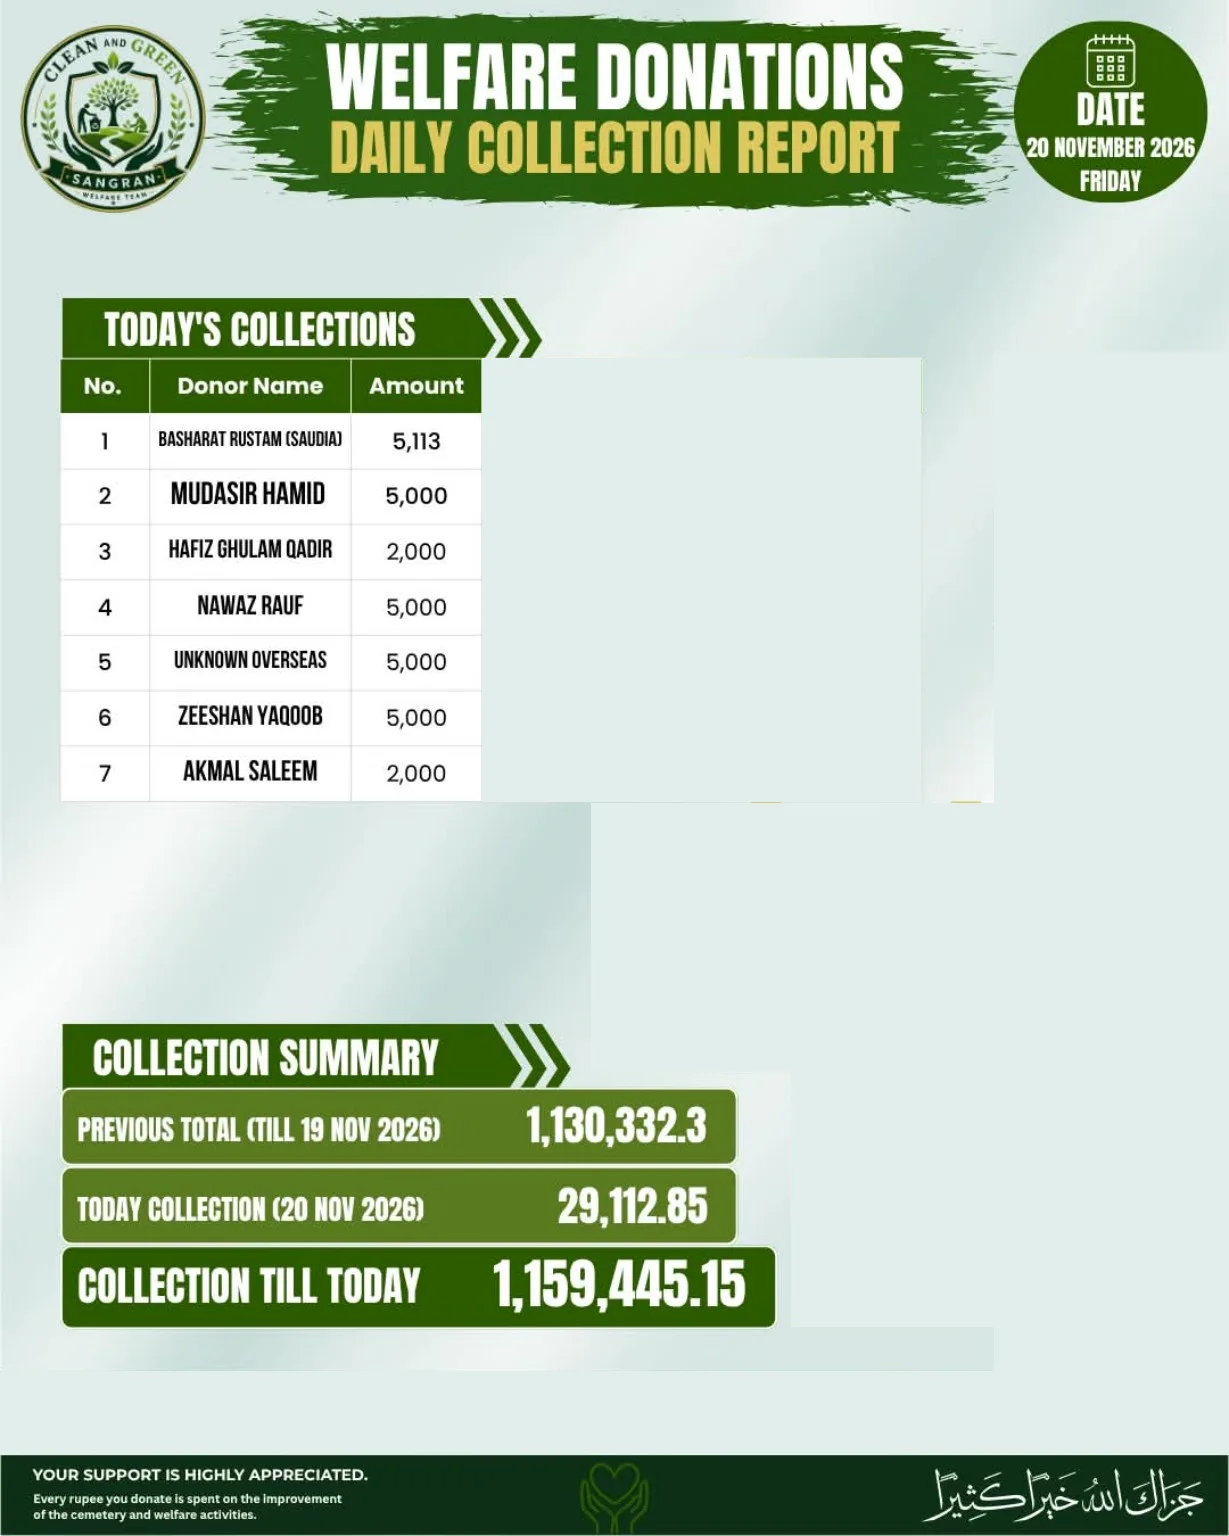 CLEAN AND GREEN
SANGRAN
WELFARE TEAM
WELFARE DONATIONS
DAILY COLLECTION REPORT
DATE
20 NOVEMBER 2026
FRIDAY
TODAY'S COLLECTIONS
No. Donor Name Amount
1 BASHARAT RUSTAM (SAUDIA) 5,113
2 MUDASIR HAMID 5,000
3 HAFIZ GHULAM QADIR 2,000
4 NAWAZ RAUF 5,000
5 UNKNOWN OVERSEAS 5,000
6 ZEESHAN YAQOOB 5,000
7 AKMAL SALEEM 2,000
COLLECTION SUMMARY
PREVIOUS TOTAL (TILL 19 NOV 2026) 1,130,332.3
TODAY COLLECTION (20 NOV 2026) 29,112.85
COLLECTION TILL TODAY 1,159,445.15
YOUR SUPPORT IS HIGHLY APPRECIATED.
Every rupee you donate is spent on the improvement
of the cemetery and welfare activities.
جَزَاكَ اللهُ خَيْرًا كَثِيرًا